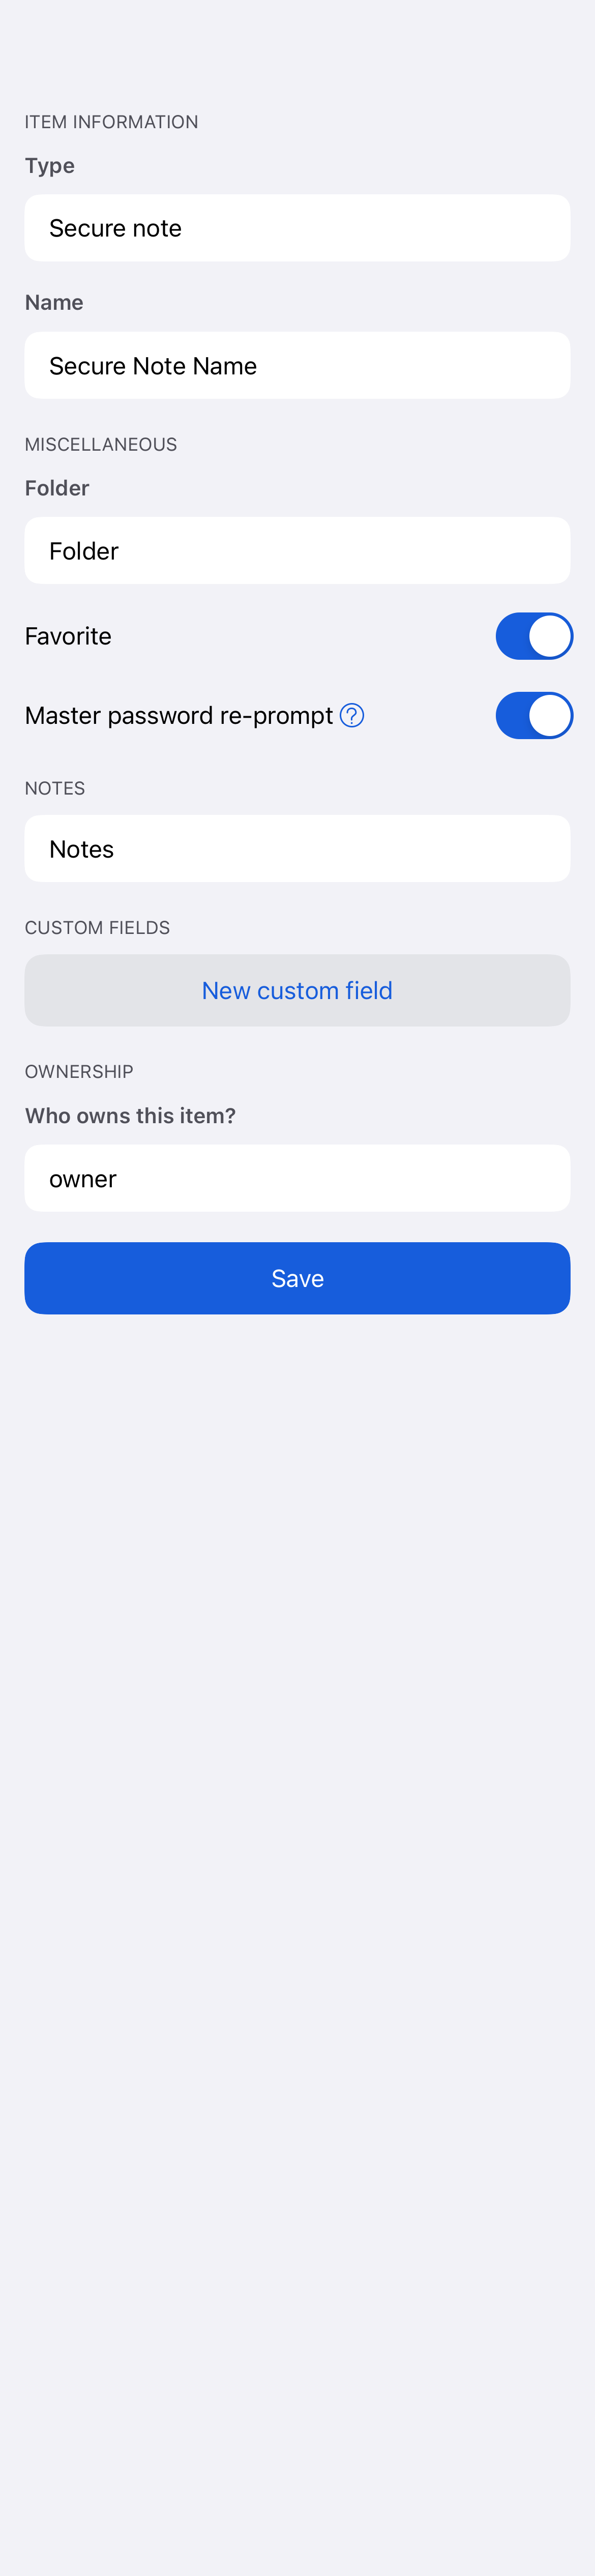 ITEM INFORMATION
Type
Secure note
Name
Secure Note Name
MISCELLANEOUS
Folder
Folder
Favorite
Master password re-prompt ?
NOTES
Notes
CUSTOM FIELDS
New custom field
OWNERSHIP
Who owns this item?
owner
Save